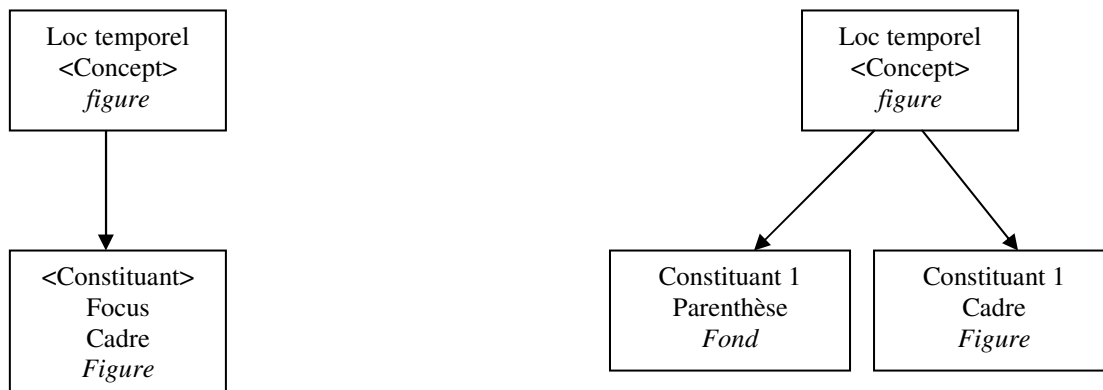 Loc temporel
<Concept>
figure
<Constituant>
Focus
Cadre
Figure
Loc temporel
<Concept>
figure
Constituant 1
Parenthèse
Fond
Constituant 1
Cadre
Figure